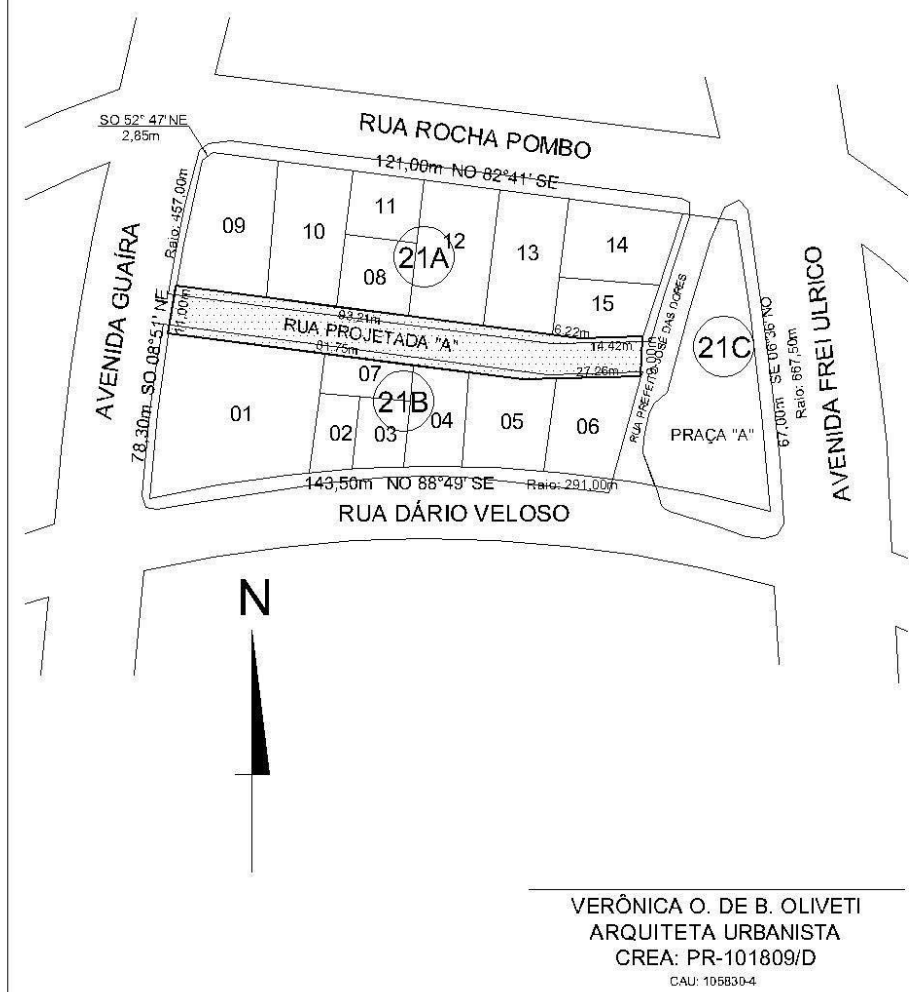 SO 52° 47' NE
2,85m
RUA ROCHA POMBO
121,00m NO 82°41' SE
Raio: 457,00m
AVENIDA GUAÍRA
78,30m SO 08°51' NE
11,00m
09
10
11
12
21A
08
13
14
15
93,21m
6,22m
14,42m
RUA PROJETADA "A"
81,75m
27,26m
RUA PREFEITO JOSÉ DAS DORES
21C
PRAÇA "A"
67,00m SE 06°36' NO
Raio: 667,50m
AVENIDA FREI ULRICO
01
07
21B
02
03
04
05
06
143,50m NO 88°49' SE
Raio: 291,00m
RUA DÁRIO VELOSO
N
VERÔNICA O. DE B. OLIVETI
ARQUITETA URBANISTA
CREA: PR-101809/D
CAU: 105830-4